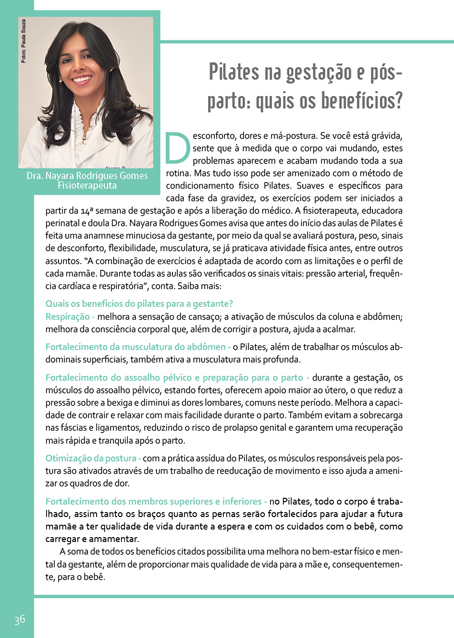 Fotos: Paula Souza
Pilates na gestação e pós-
parto: quais os benefícios?
Dra. Nayara Rodrigues Gomes
Fisioterapeuta
Desconforto, dores e má-postura. Se você está grávida,
sente que à medida que o corpo vai mudando, estes
problemas aparecem e acabam mudando toda a sua
rotina. Mas tudo isso pode ser amenizado com o método de
condicionamento físico Pilates. Suaves e específicos para
cada fase da gravidez, os exercícios podem ser iniciados a
partir da 14ª semana de gestação e após a liberação do médico. A fisioterapeuta, educadora
perinatal e doula Dra. Nayara Rodrigues Gomes avisa que antes do início das aulas de Pilates é
feita uma anamnese minuciosa da gestante, por meio da qual se avaliará postura, peso, sinais
de desconforto, flexibilidade, musculatura, se já praticava atividade física antes, entre outros
assuntos. “A combinação de exercícios é adaptada de acordo com as limitações e o perfil de
cada mamãe. Durante todas as aulas são verificados os sinais vitais: pressão arterial, frequên-
cia cardíaca e respiratória”, conta. Saiba mais:
Quais os benefícios do pilates para a gestante?
Respiração - melhora a sensação de cansaço; a ativação de músculos da coluna e abdômen;
melhora da consciência corporal que, além de corrigir a postura, ajuda a acalmar.
Fortalecimento da musculatura do abdômen - o Pilates, além de trabalhar os músculos ab-
dominais superficiais, também ativa a musculatura mais profunda.
Fortalecimento do assoalho pélvico e preparação para o parto - durante a gestação, os
músculos do assoalho pélvico, estando fortes, oferecem apoio maior ao útero, o que reduz a
pressão sobre a bexiga e diminui as dores lombares, comuns neste período. Melhora a capaci-
dade de contrair e relaxar com mais facilidade durante o parto. Também evitam a sobrecarga
nas fáscias e ligamentos, reduzindo o risco de prolapso genital e garantem uma recuperação
mais rápida e tranquila após o parto.
Otimização da postura - com a prática assídua do Pilates, os músculos responsáveis pela pos-
tura são ativados através de um trabalho de reeducação de movimento e isso ajuda a ameni-
zar os quadros de dor.
Fortalecimento dos membros superiores e inferiores - no Pilates, todo o corpo é traba-
lhado, assim tanto os braços quanto as pernas serão fortalecidos para ajudar a futura
mamãe a ter qualidade de vida durante a espera e com os cuidados com o bebê, como
carregar e amamentar.
A soma de todos os benefícios citados possibilita uma melhora no bem-estar físico e men-
tal da gestante, além de proporcionar mais qualidade de vida para a mãe e, consequentemen-
te, para o bebê.
36